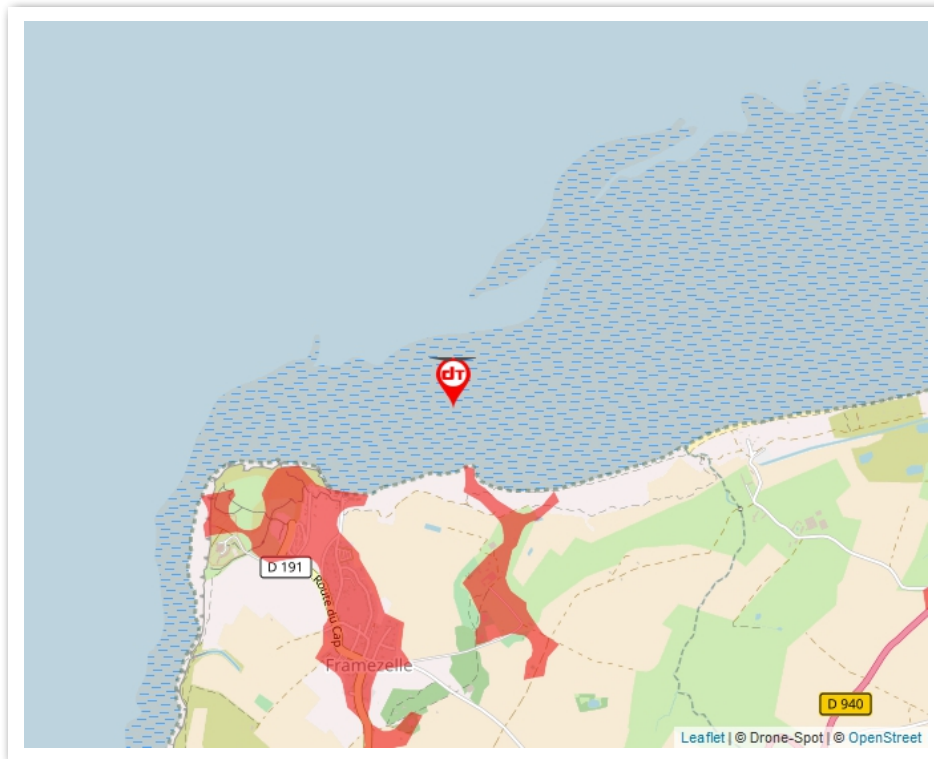 dT
D 191
Route du Cap
Framezelle
D 940
Leaflet | © Drone-Spot | © OpenStreet